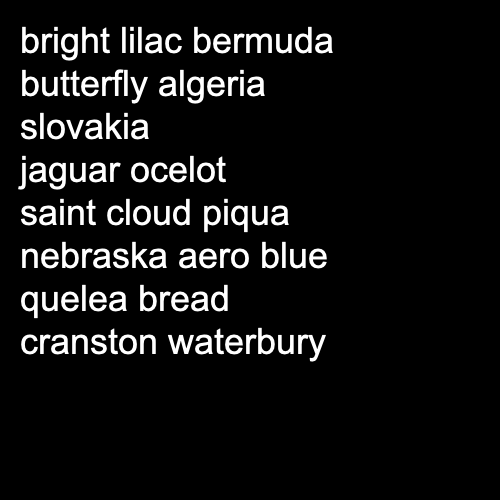 bright lilac bermuda
butterfly algeria
slovakia
jaguar ocelot
saint cloud piqua
nebraska aero blue
quelea bread
cranston waterbury